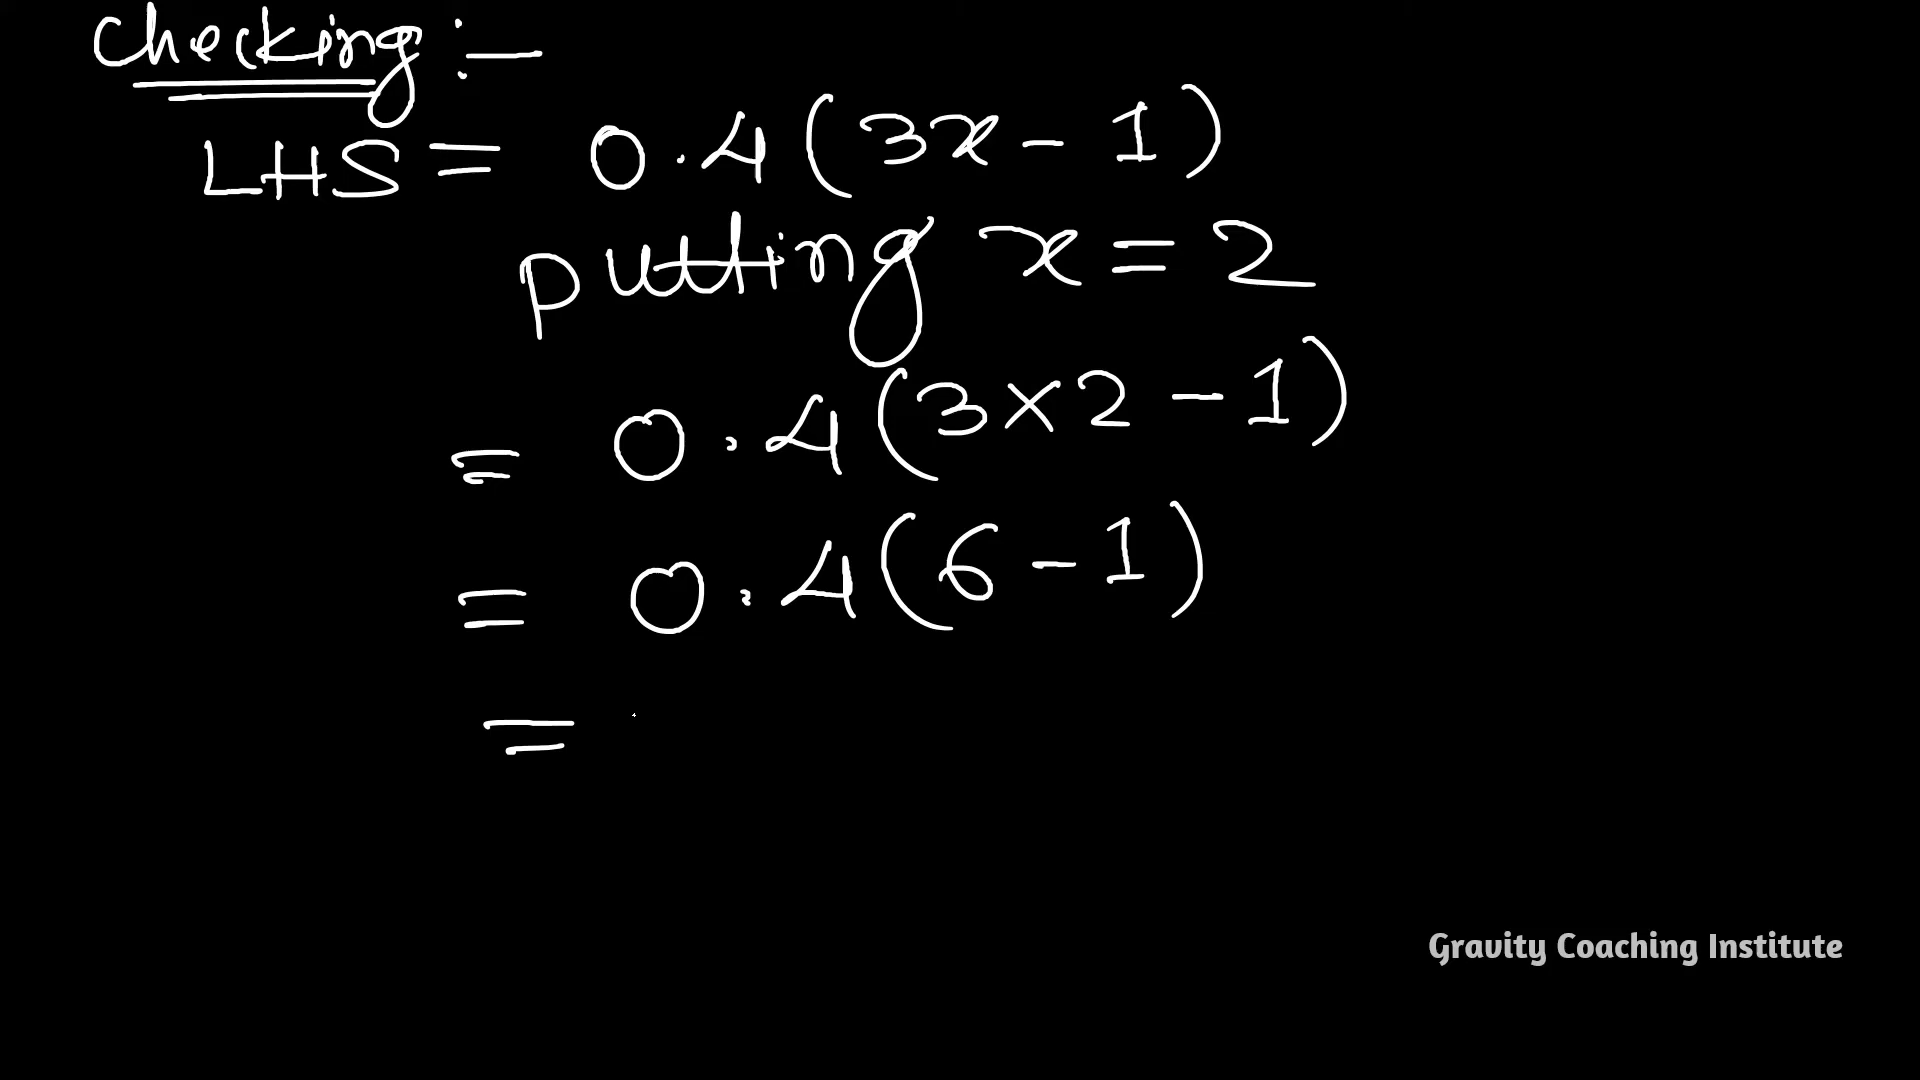 Checking :-
LHS = 0.4(3x - 1)
putting x = 2
= 0.4(3×2 - 1)
= 0.4(6 - 1)
=
Gravity Coaching Institute